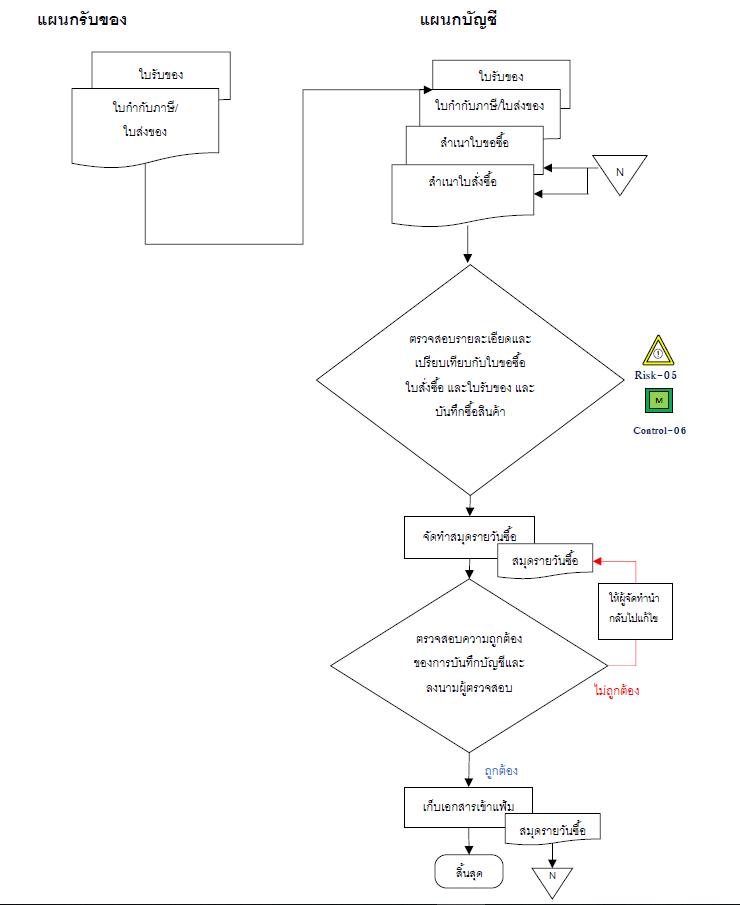 แผนกรับของ
แผนกบัญชี
ใบรับของ
ใบกำกับภาษี/
ใบส่งของ
ใบรับของ
ใบกำกับภาษี/ใบส่งของ
สำเนาใบขอซื้อ
สำเนาใบสั่งซื้อ
N
ตรวจสอบรายละเอียดและ
เปรียบเทียบกับใบขอซื้อ
ใบสั่งซื้อ และใบรับของ และ
บันทึกซื้อสินค้า
Risk-05
M
Control-06
จัดทำสมุดรายวันซื้อ
สมุดรายวันซื้อ
ให้ผู้จัดทำนำ
กลับไปแก้ไข
ตรวจสอบความถูกต้อง
ของการบันทึกบัญชีและ
ลงนามผู้ตรวจสอบ
ไม่ถูกต้อง
ถูกต้อง
เก็บเอกสารเข้าแฟ้ม
สมุดรายวันซื้อ
สิ้นสุด
N